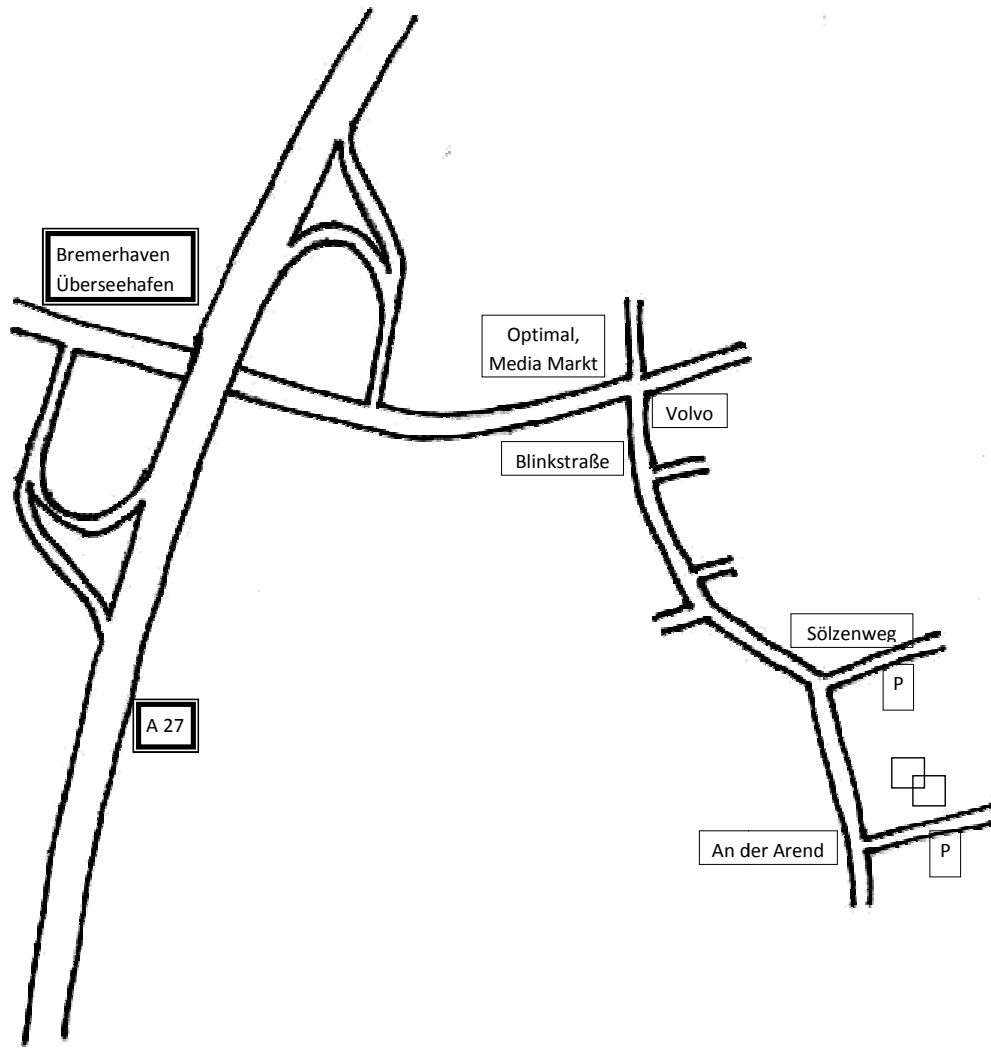 Bremerhaven
Überseehafen
Optimal,
Media Markt
Volvo
Blinkstraße
Sölzenweg
P
A 27
An der Arend
P